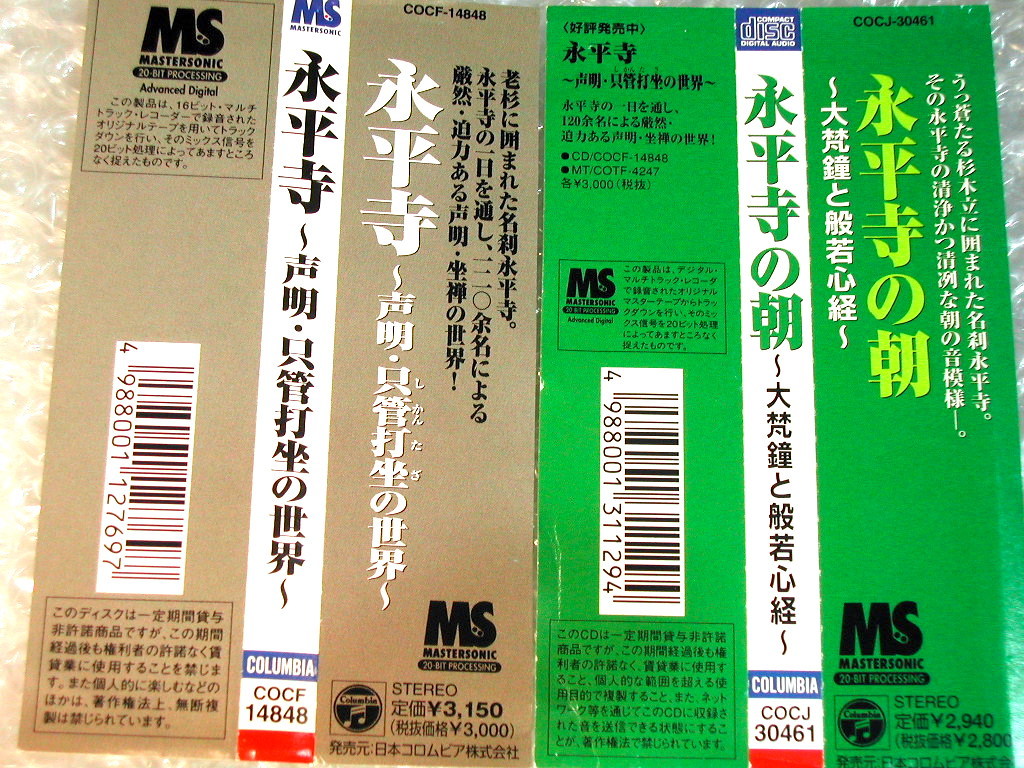 MS
MASTERSONIC
20-BIT PROCESSING
Advanced Digital
この製品は、16ビット・マルチ
トラック・レコーダーで録音された
オリジナルテープを用いてトラック
ダウンを行い、そのミックス信号を
20ビット処理によってあますところ
なく捉えたものです。
4 988001 127697
このディスクは一定期間貸与
非許諾商品ですが、この期間
経過後も権利者の許諾なく賃
貸業に使用することを禁じま
す。また個人的に楽しむなどの
ほかは、著作権法上、無断複
製は禁じられています。
MS
MASTERSONIC
永平寺〜声明・只管打坐の世界〜
COLUMBIA
COCF
14848
COCF-14848
老杉に囲まれた名刹永平寺。
永平寺の一日を通し、一二〇余名による
厳然・迫力ある声明・坐禅の世界!
永平寺〜声明・只管打坐の世界〜
しかんたざ
MS
MASTERSONIC
20-BIT PROCESSING
Columbia
STEREO
定価¥3,150
(税抜価格¥3,000)
発売元:日本コロムビア株式会社
〈好評発売中〉
永平寺
しかんたざ
〜声明・只管打坐の世界〜
永平寺の一日を通し、
120余名による厳然・
迫力ある声明・坐禅の世界!
●CD/COCF-14848
●MT/COTF-4247
各¥3,000(税抜)
MS
MASTERSONIC
20-BIT PROCESSING
Advanced Digital
この製品は、デジタル・
マルチトラック・レコーダ
で録音されたオリジナル
マスターテープからトラッ
クダウンを行い、そのミッ
クス信号を20ビット処理
によってあますところなく
捉えたものです。
4 988001 311294
このCDは一定期間貸与非許諾
商品ですが、この期間経過後も権
利者の許諾なく、賃貸業に使用す
ること、個人的な範囲を超える使
用目的で複製すること、また、ネット
ワーク等を通じてこのCDに収録され
た音を送信できる状態にするこ
とが、著作権法で禁じられています。
COMPACT
disc
DIGITAL AUDIO
永平寺の朝〜大梵鐘と般若心経〜
COLUMBIA
COCJ
30461
COCJ-30461
うっ蒼たる杉木立に囲まれた名刹永平寺。
その永平寺の清浄かつ清冽な朝の音模様―。
永平寺の朝
〜大梵鐘と般若心経〜
MS
MASTERSONIC
20-BIT PROCESSING
Columbia
STEREO
定価¥2,940
(税抜価格¥2,800
発売元:日本コロムビア株式会社